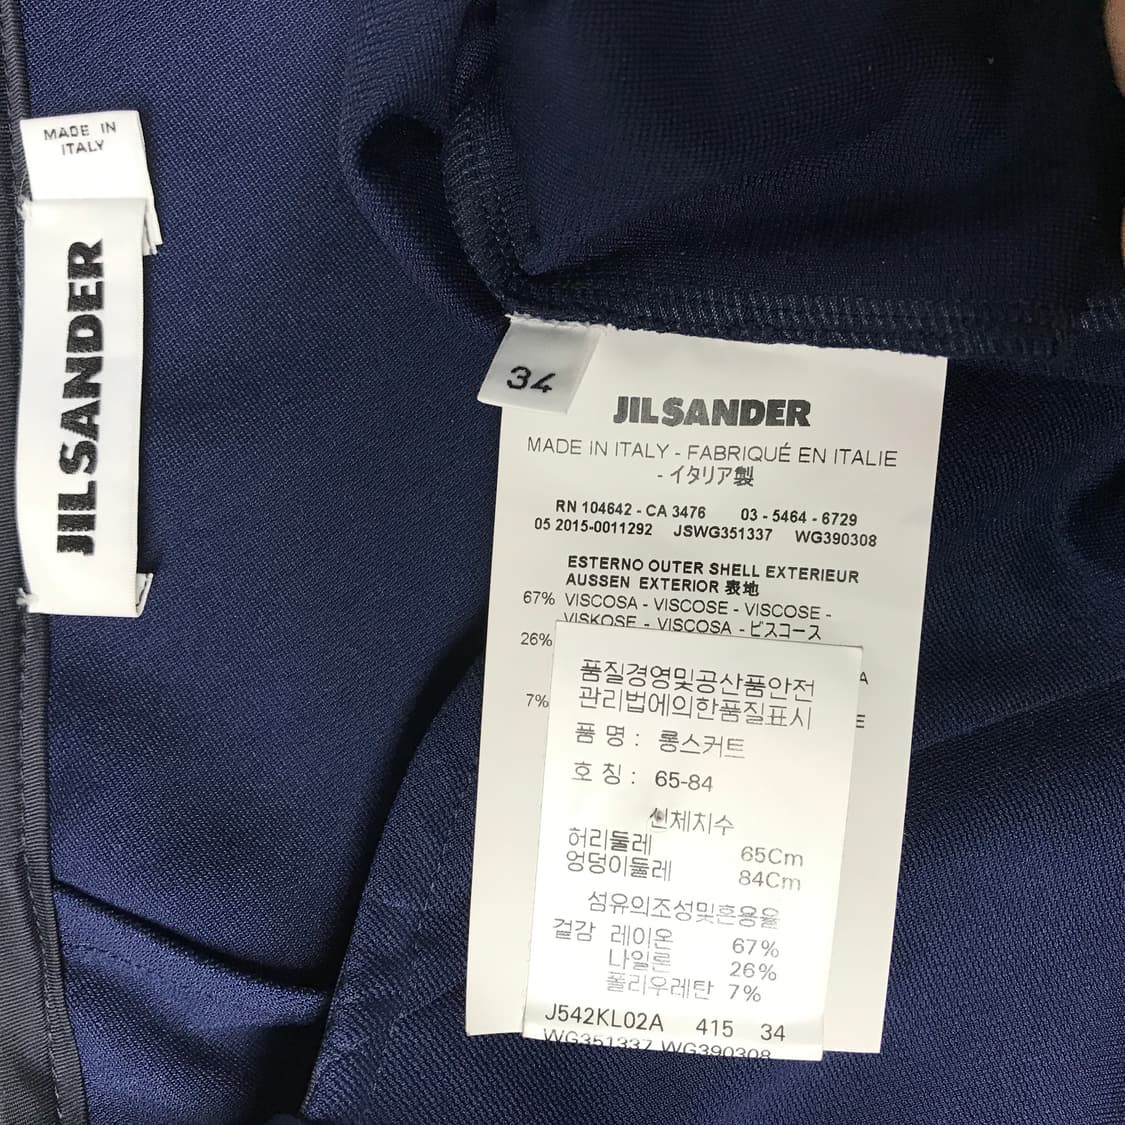 MADE IN
ITALY
JIL SANDER
34
JIL SANDER
MADE IN ITALY - FABRIQUÉ EN ITALIE
- イタリア製
RN 104642 - CA 3476 03 - 5464 - 6729
05 2015-0011292 JSWG351337 WG390308
ESTERNO OUTER SHELL EXTERIEUR
AUSSEN EXTERIOR 表地
67% VISCOSA - VISCOSE - VISCOSE -
VISKOSE - VISCOSA - ビスコース
26%
7%
품질경영및공산품안전
관리법에의한품질표시
품 명 : 롱스커트
호 칭 : 65-84
신체치수
허리둘레 65Cm
엉덩이둘레 84Cm
섬유의조성및혼용율
겉감 레이온 67%
나일론 26%
폴리우레탄 7%
J542KL02A 415 34
WG351337 WG390308